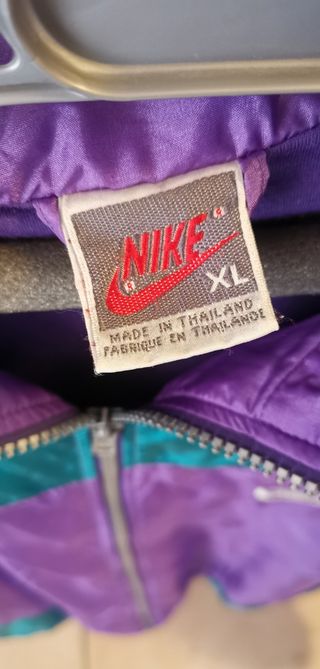 NIKE ®
®
XL
MADE IN THAILAND
FABRIQUE EN THAILANDE